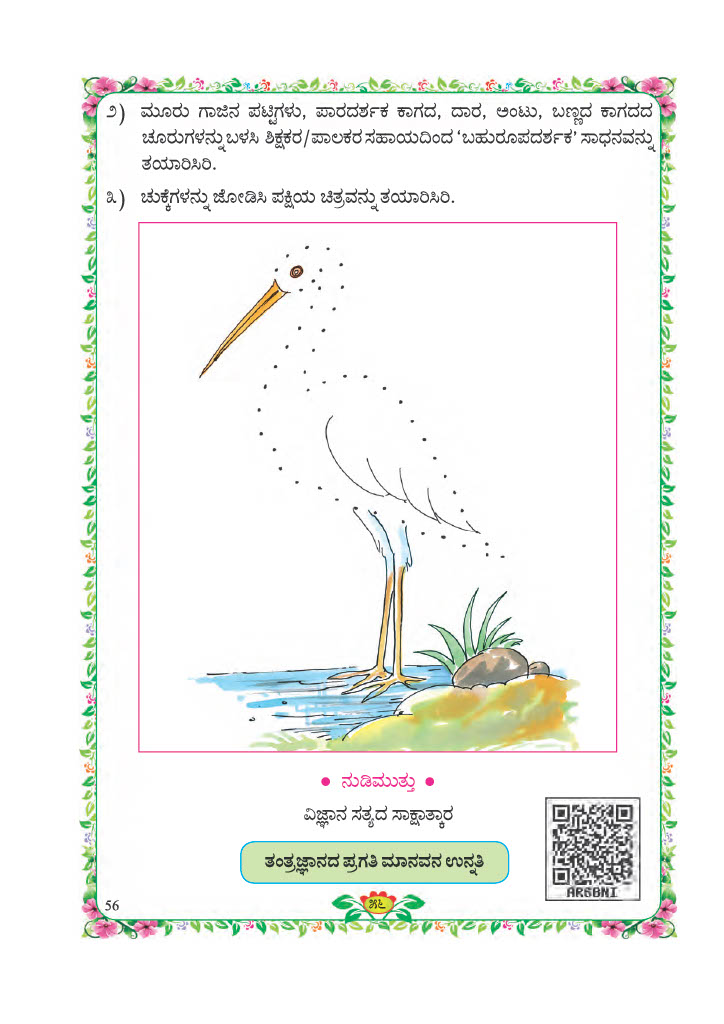 ೨) ಮೂರು ಗಾಜಿನ ಪಟ್ಟಿಗಳು, ಪಾರದರ್ಶಕ ಕಾಗದ, ದಾರ, ಅಂಟು, ಬಣ್ಣದ ಕಾಗದದ
ಚೂರುಗಳನ್ನು ಬಳಸಿ ಶಿಕ್ಷಕರ/ಪಾಲಕರ ಸಹಾಯದಿಂದ ‘ಬಹುರೂಪದರ್ಶಕ’ ಸಾಧನವನ್ನು
ತಯಾರಿಸಿರಿ.
೩) ಚುಕ್ಕೆಗಳನ್ನು ಜೋಡಿಸಿ ಪಕ್ಷಿಯ ಚಿತ್ರವನ್ನು ತಯಾರಿಸಿರಿ.
● ನುಡಿಮುತ್ತು ●
ವಿಜ್ಞಾನ ಸತ್ಯದ ಸಾಕ್ಷಾತ್ಕಾರ
ತಂತ್ರಜ್ಞಾನದ ಪ್ರಗತಿ ಮಾನವನ ಉನ್ನತಿ
AR5BNI
56
೫೬